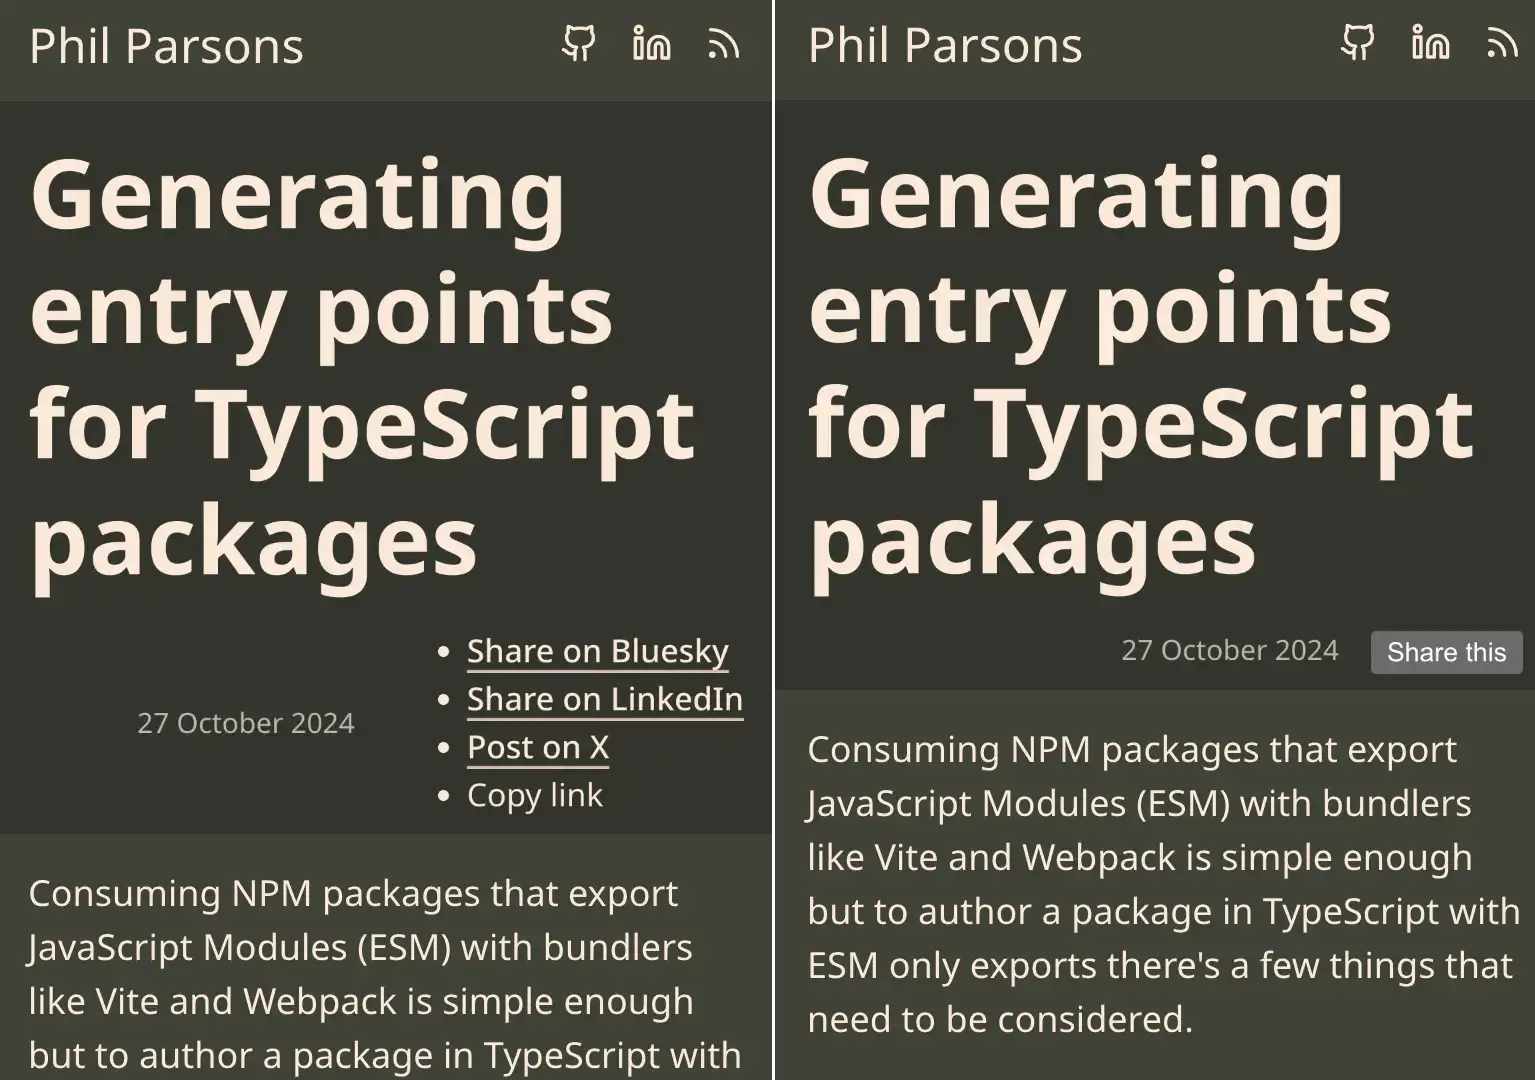 Phil Parsons
Generating
entry points
for TypeScript
packages
27 October 2024
Share on Bluesky
Share on LinkedIn
Post on X
Copy link
Consuming NPM packages that export
JavaScript Modules (ESM) with bundlers
like Vite and Webpack is simple enough
but to author a package in TypeScript with
Phil Parsons
Generating
entry points
for TypeScript
packages
27 October 2024
Share this
Consuming NPM packages that export
JavaScript Modules (ESM) with bundlers
like Vite and Webpack is simple enough
but to author a package in TypeScript with
ESM only exports there's a few things that
need to be considered.